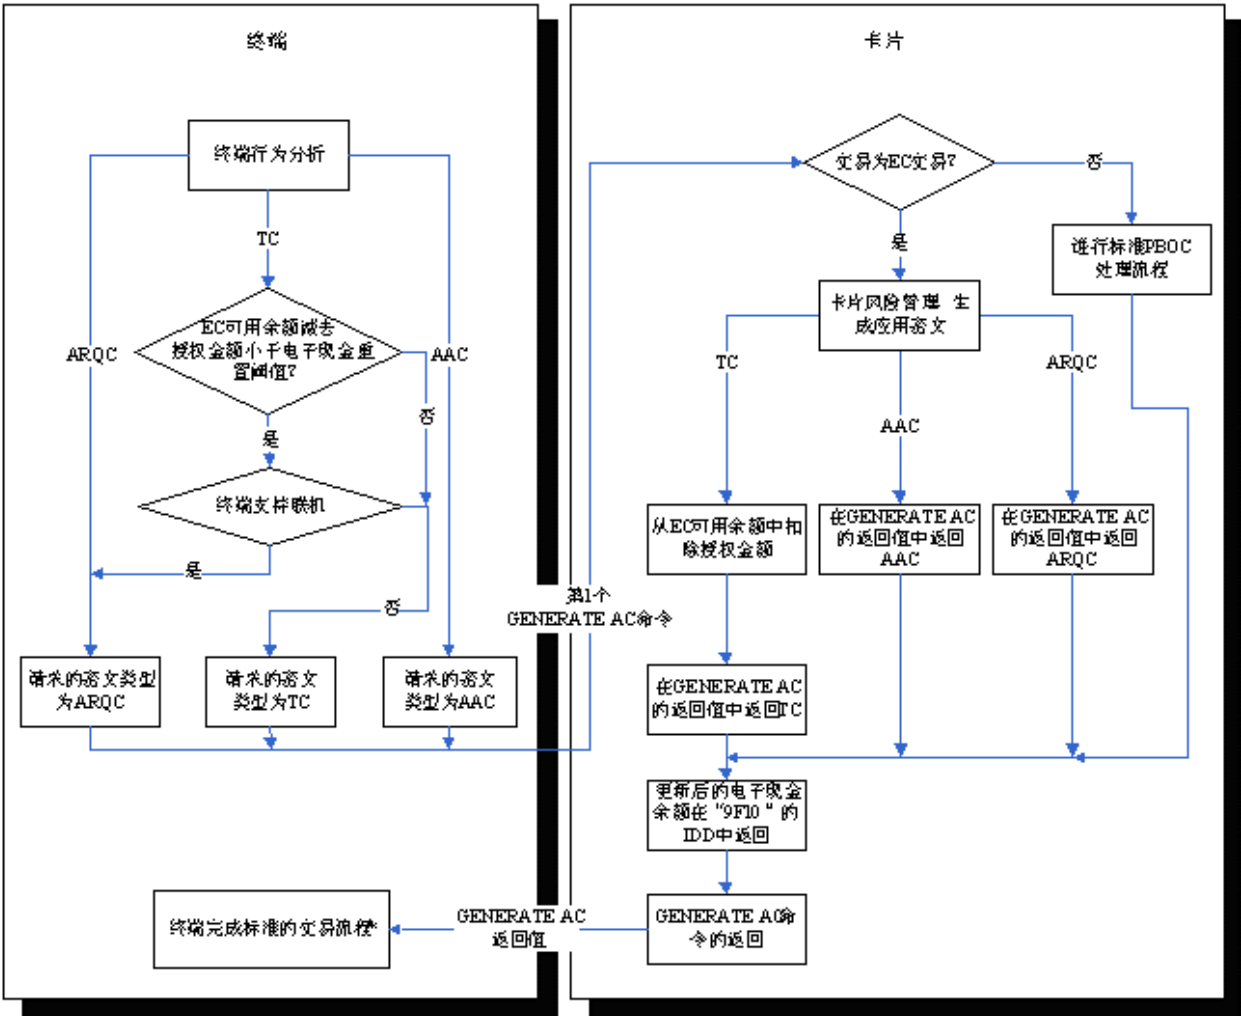 终端
终端行为分析
TC
ARQC
AAC
EC可用余额减去
授权金额小于电子现金重
置阈值?
否
是
终端支持联机
是
否
请求的密文类型
为ARQC
请求的密文
类型为TC
请求的密文
类型为AAC
第1个
GENERATE AC命令
卡片
交易为EC交易?
否
是
进行标准PBOC
处理流程
卡片风险管理 生
成应用密文
TC
AAC
ARQC
从EC可用余额中扣
除授权金额
在GENERATE AC
的返回值中返回
AAC
在GENERATE AC
的返回值中返回
ARQC
在GENERATE AC
的返回值中返回TC
更新后的电子现金
余额在“9F10”的
IDD中返回
GENERATE AC命
令的返回
GENERATE AC
返回值
终端完成标准的交易流程*